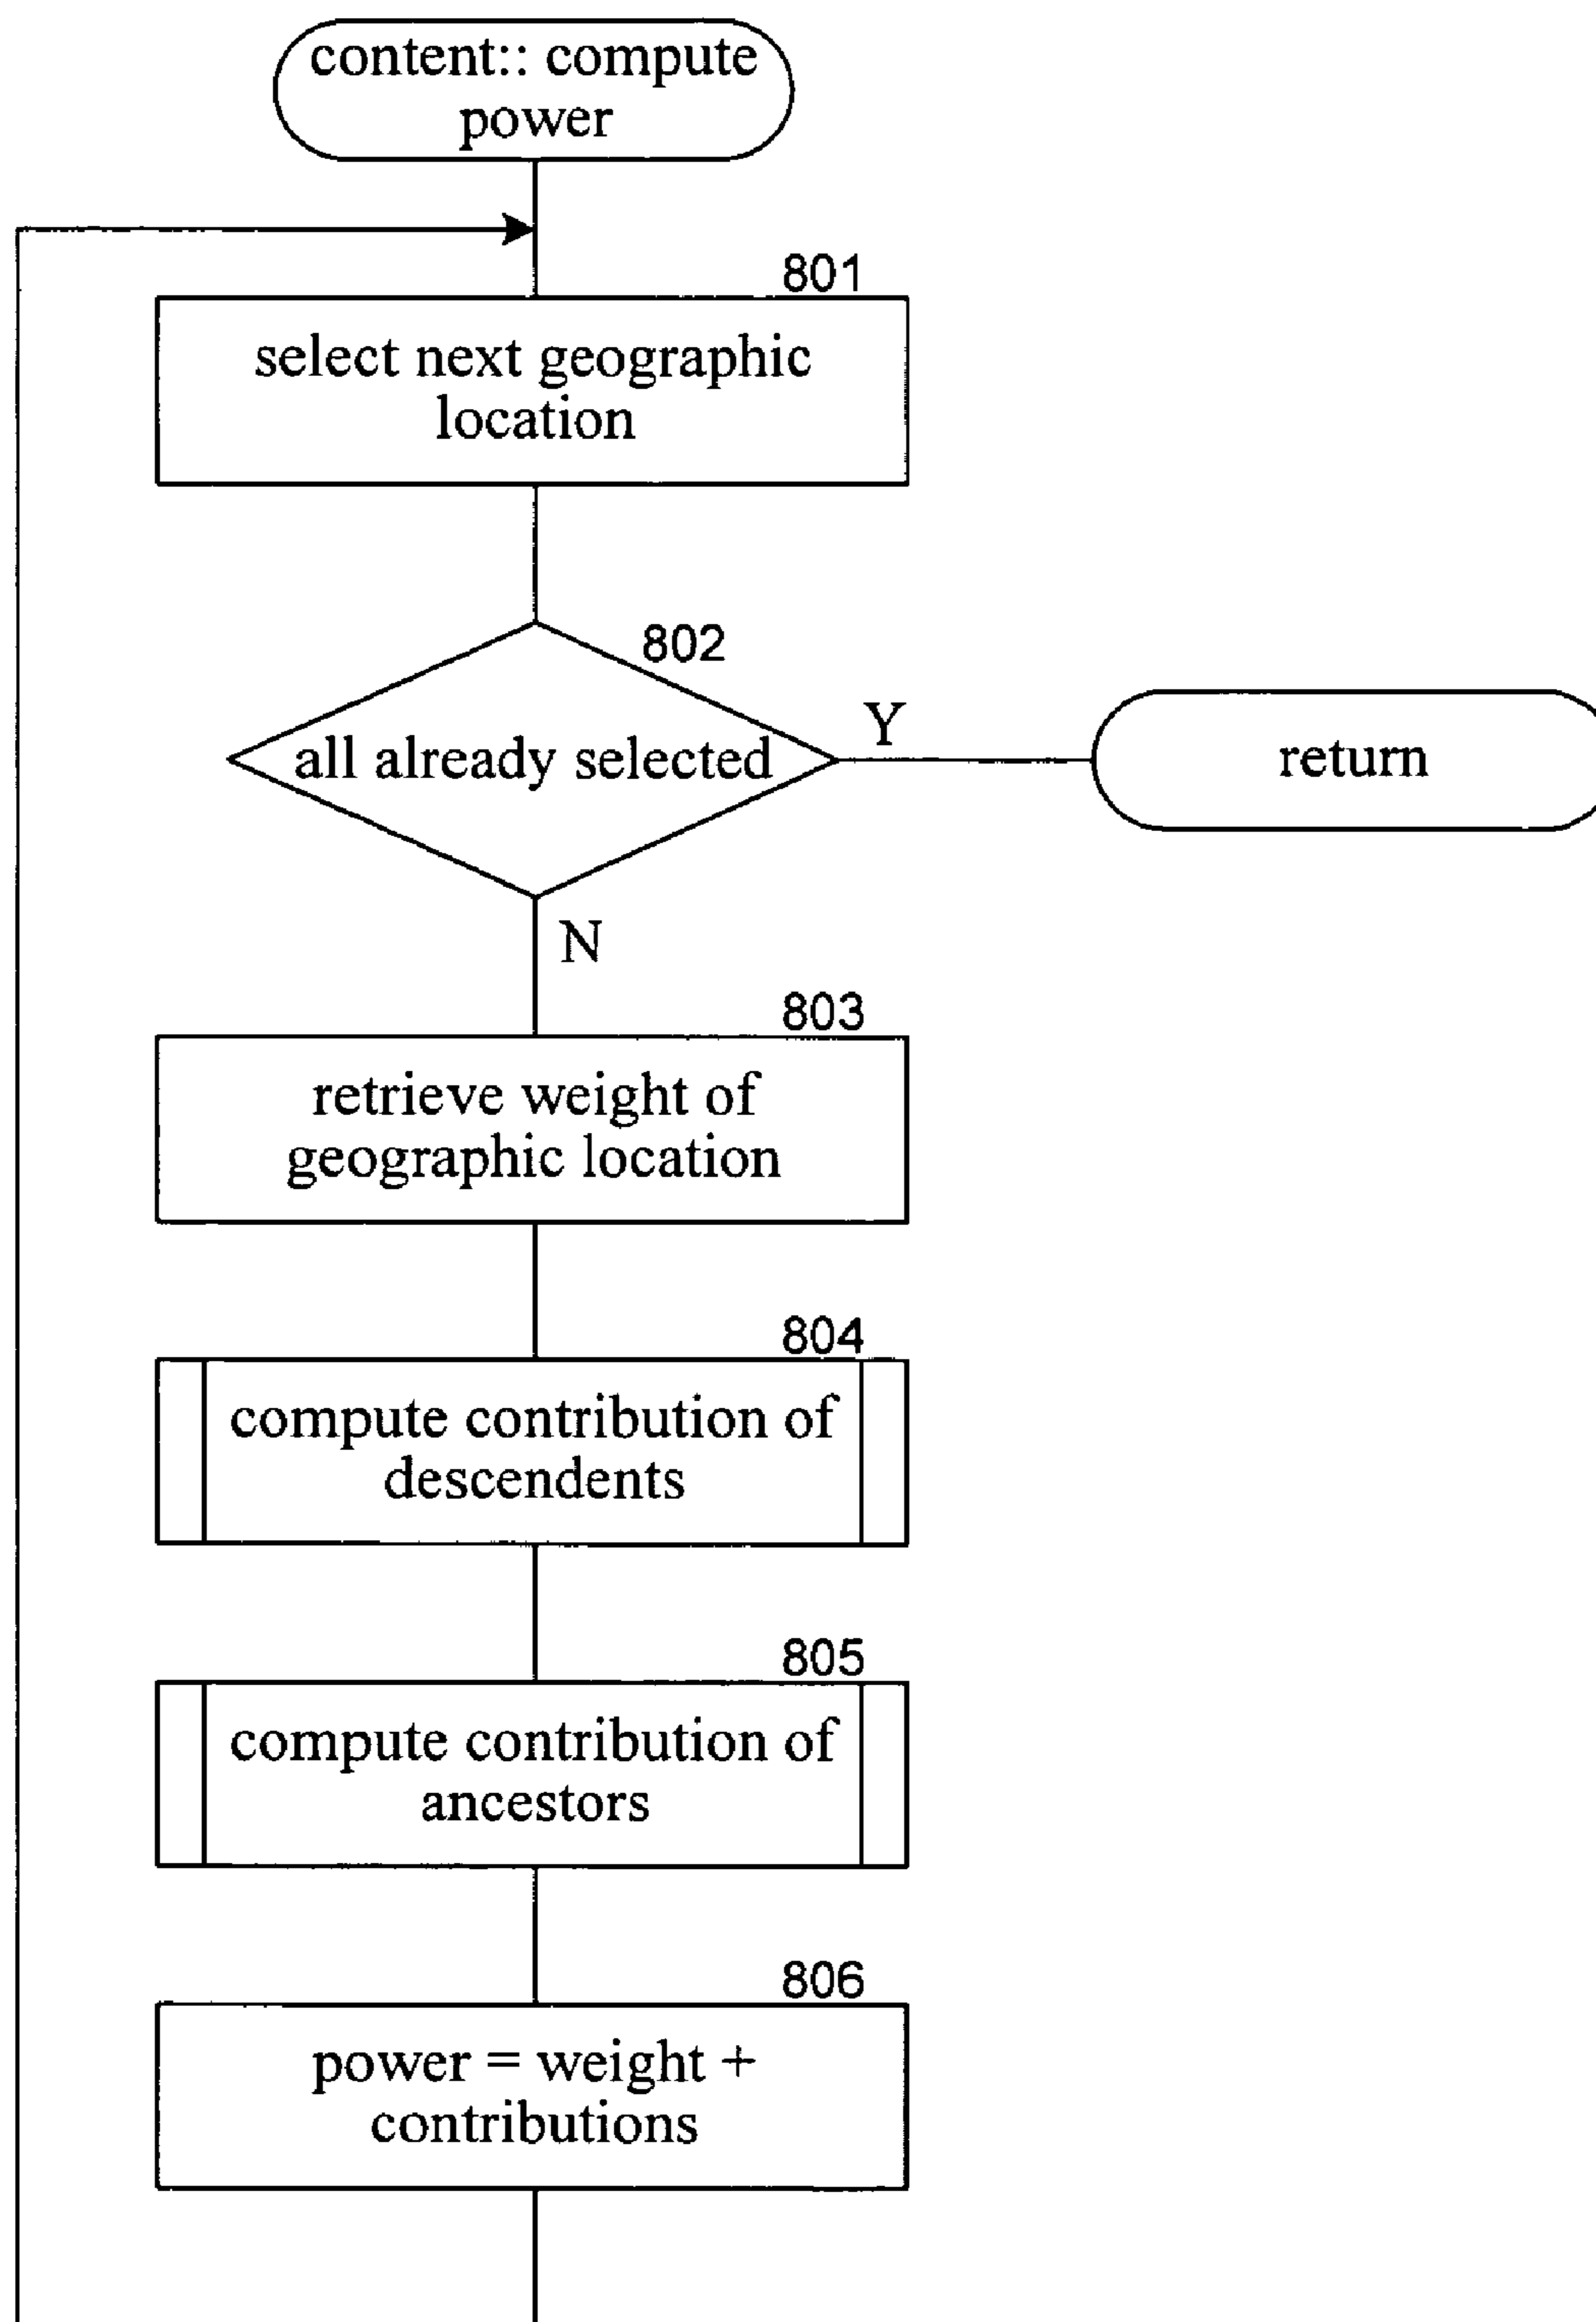 content:: compute
power
801
select next geographic
location
802
all already selected
Y
return
N
803
retrieve weight of
geographic location
804
compute contribution of
descendents
805
compute contribution of
ancestors
806
power = weight +
contributions